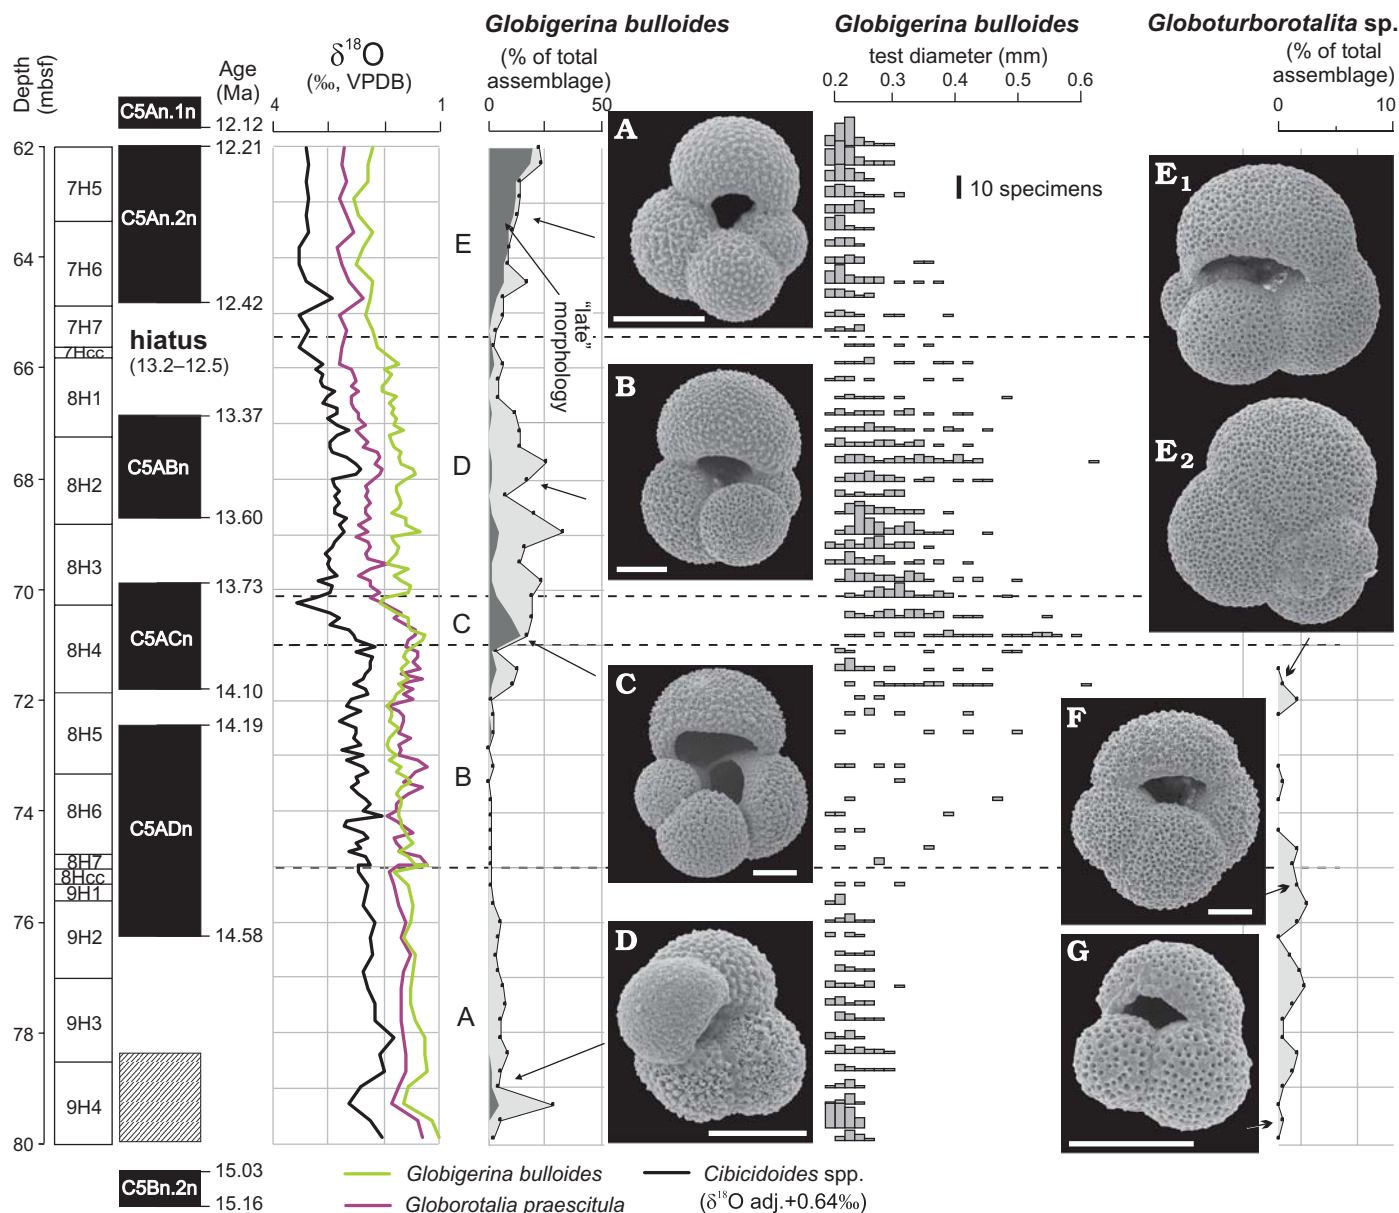 Globigerina bulloides
(% of total
assemblage)
0 50
Globigerina bulloides
test diameter (mm)
0.2 0.3 0.4 0.5 0.6
Globoturborotalita sp.
(% of total
assemblage)
0 10
Depth
(mbsf)
Age
(Ma)
δ18O
(‰, VPDB)
4 1
62
64
66
68
70
72
74
76
78
80
7H5
7H6
7H7
7Hcc
8H1
8H2
8H3
8H4
8H5
8H6
8H7
8Hcc
9H1
9H2
9H3
9H4
C5An.1n
C5An.2n
hiatus
(13.2–12.5)
C5ABn
C5ACn
C5ADn
C5Bn.2n
12.12
12.21
12.42
13.37
13.60
13.73
14.10
14.19
14.58
15.03
15.16
E
D
C
B
A
"late"
morphology
A
B
C
D
10 specimens
E1
E2
F
G
Globigerina bulloides
Globorotalia praescitula
Cibicidoides spp.
(δ18O adj.+0.64‰)